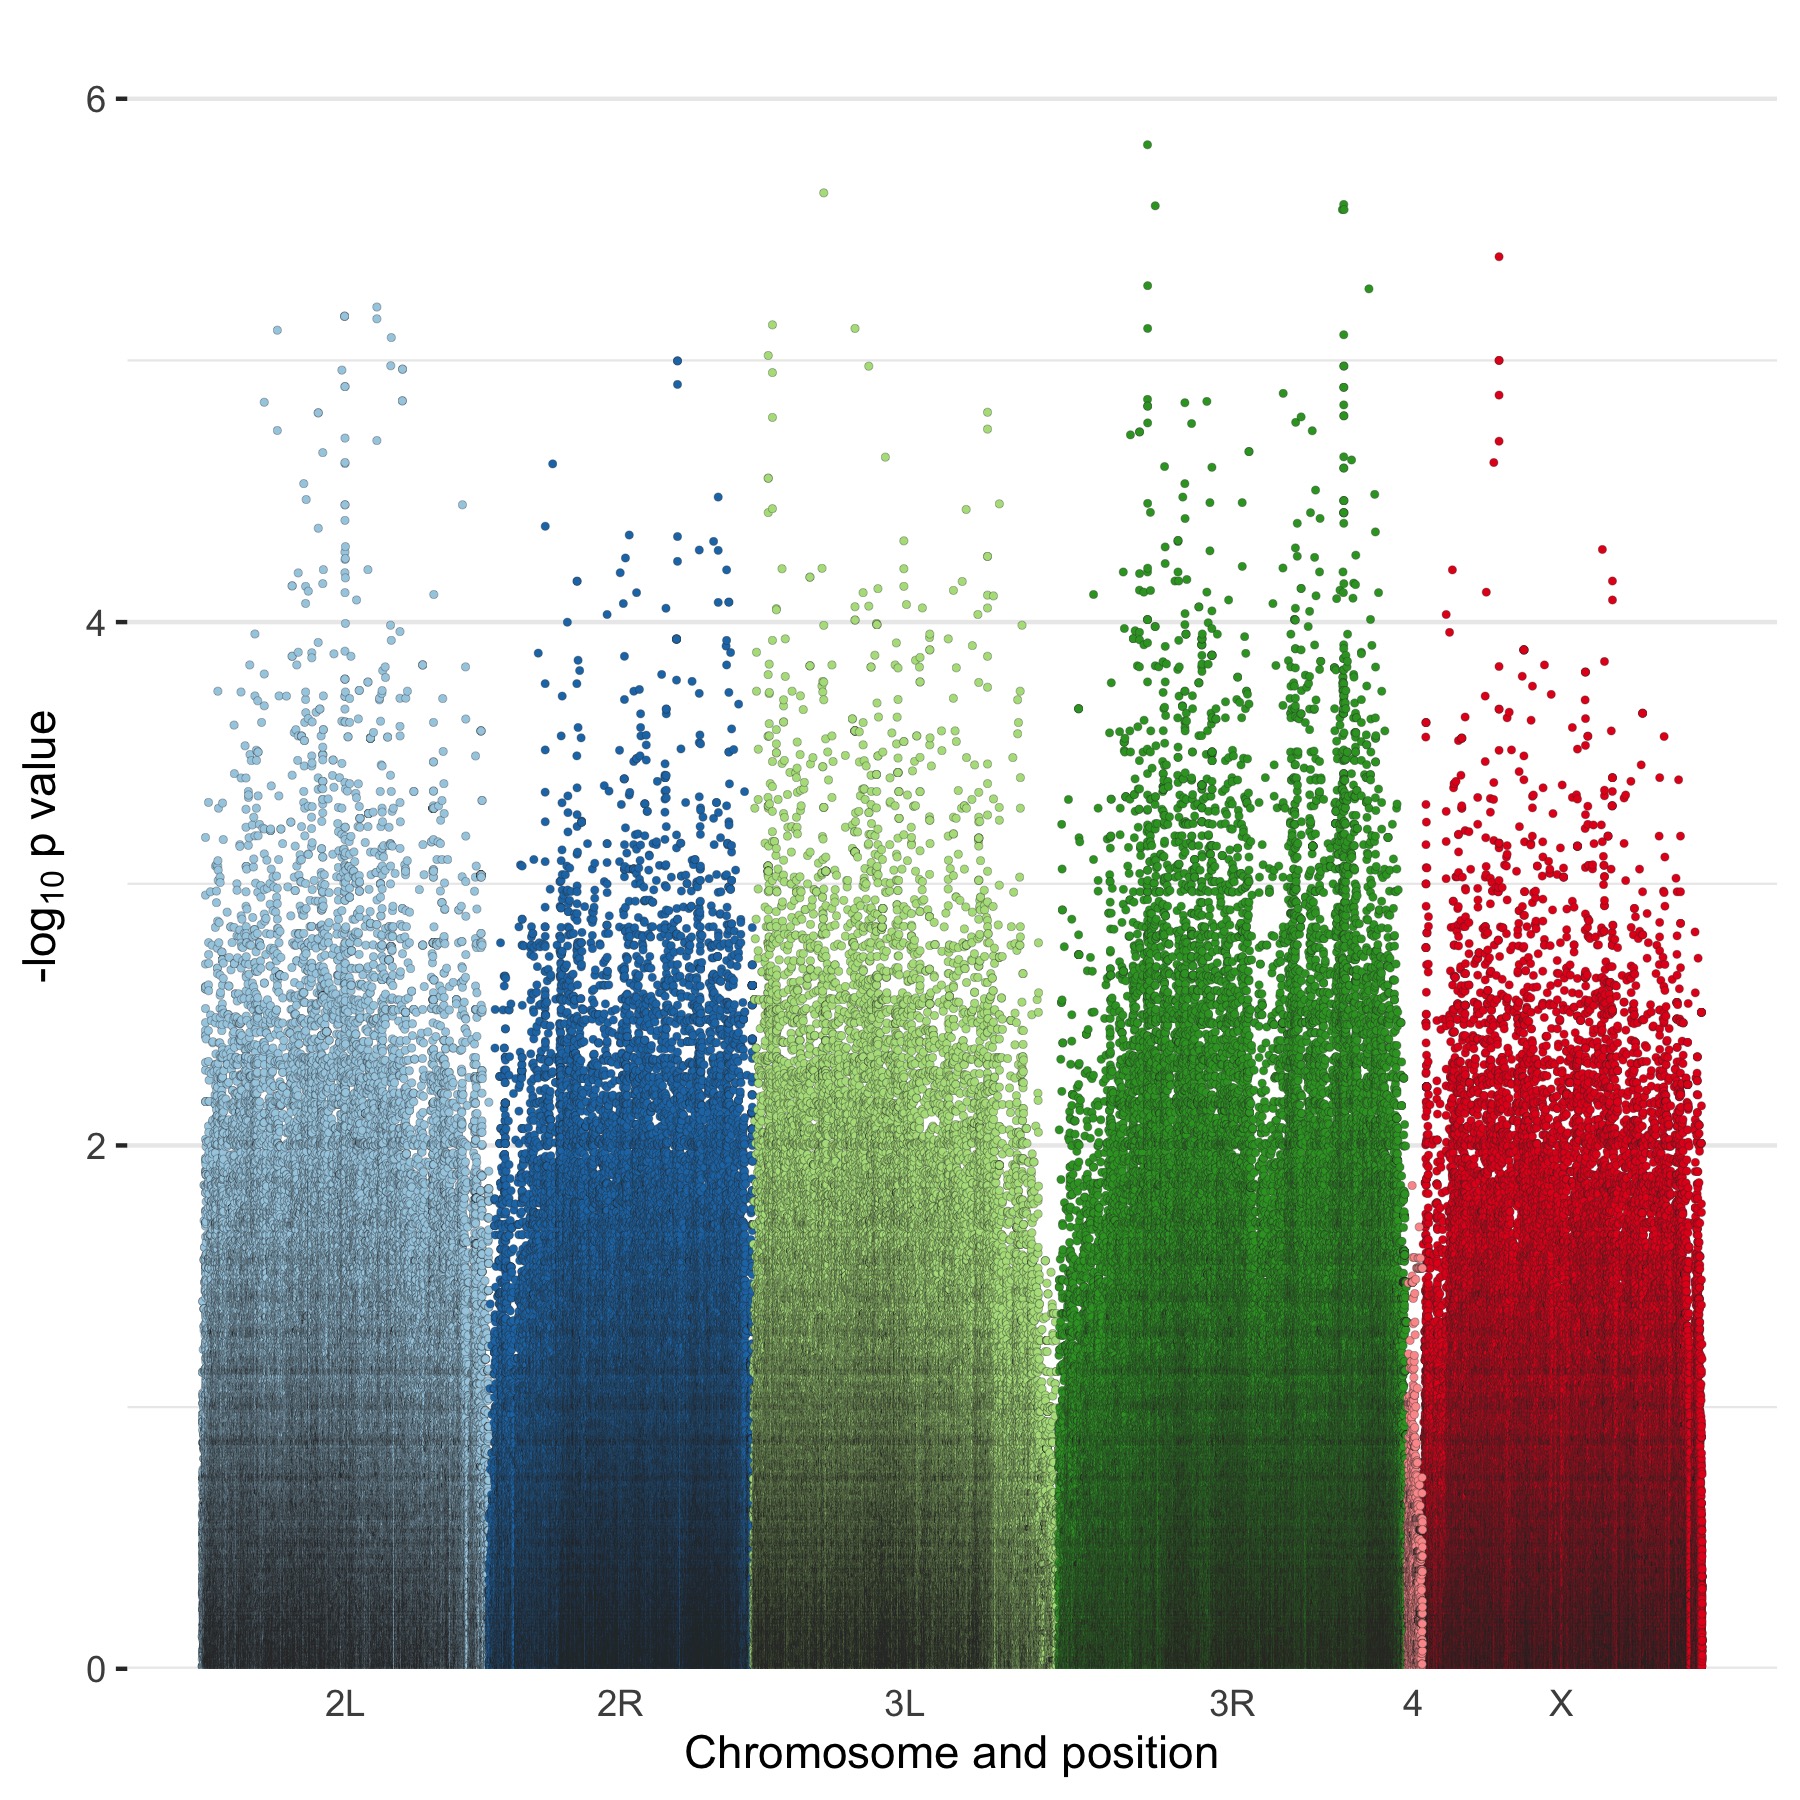 6
4
2
0
-log₁₀ p value
2L 2R 3L 3R 4 X
Chromosome and position